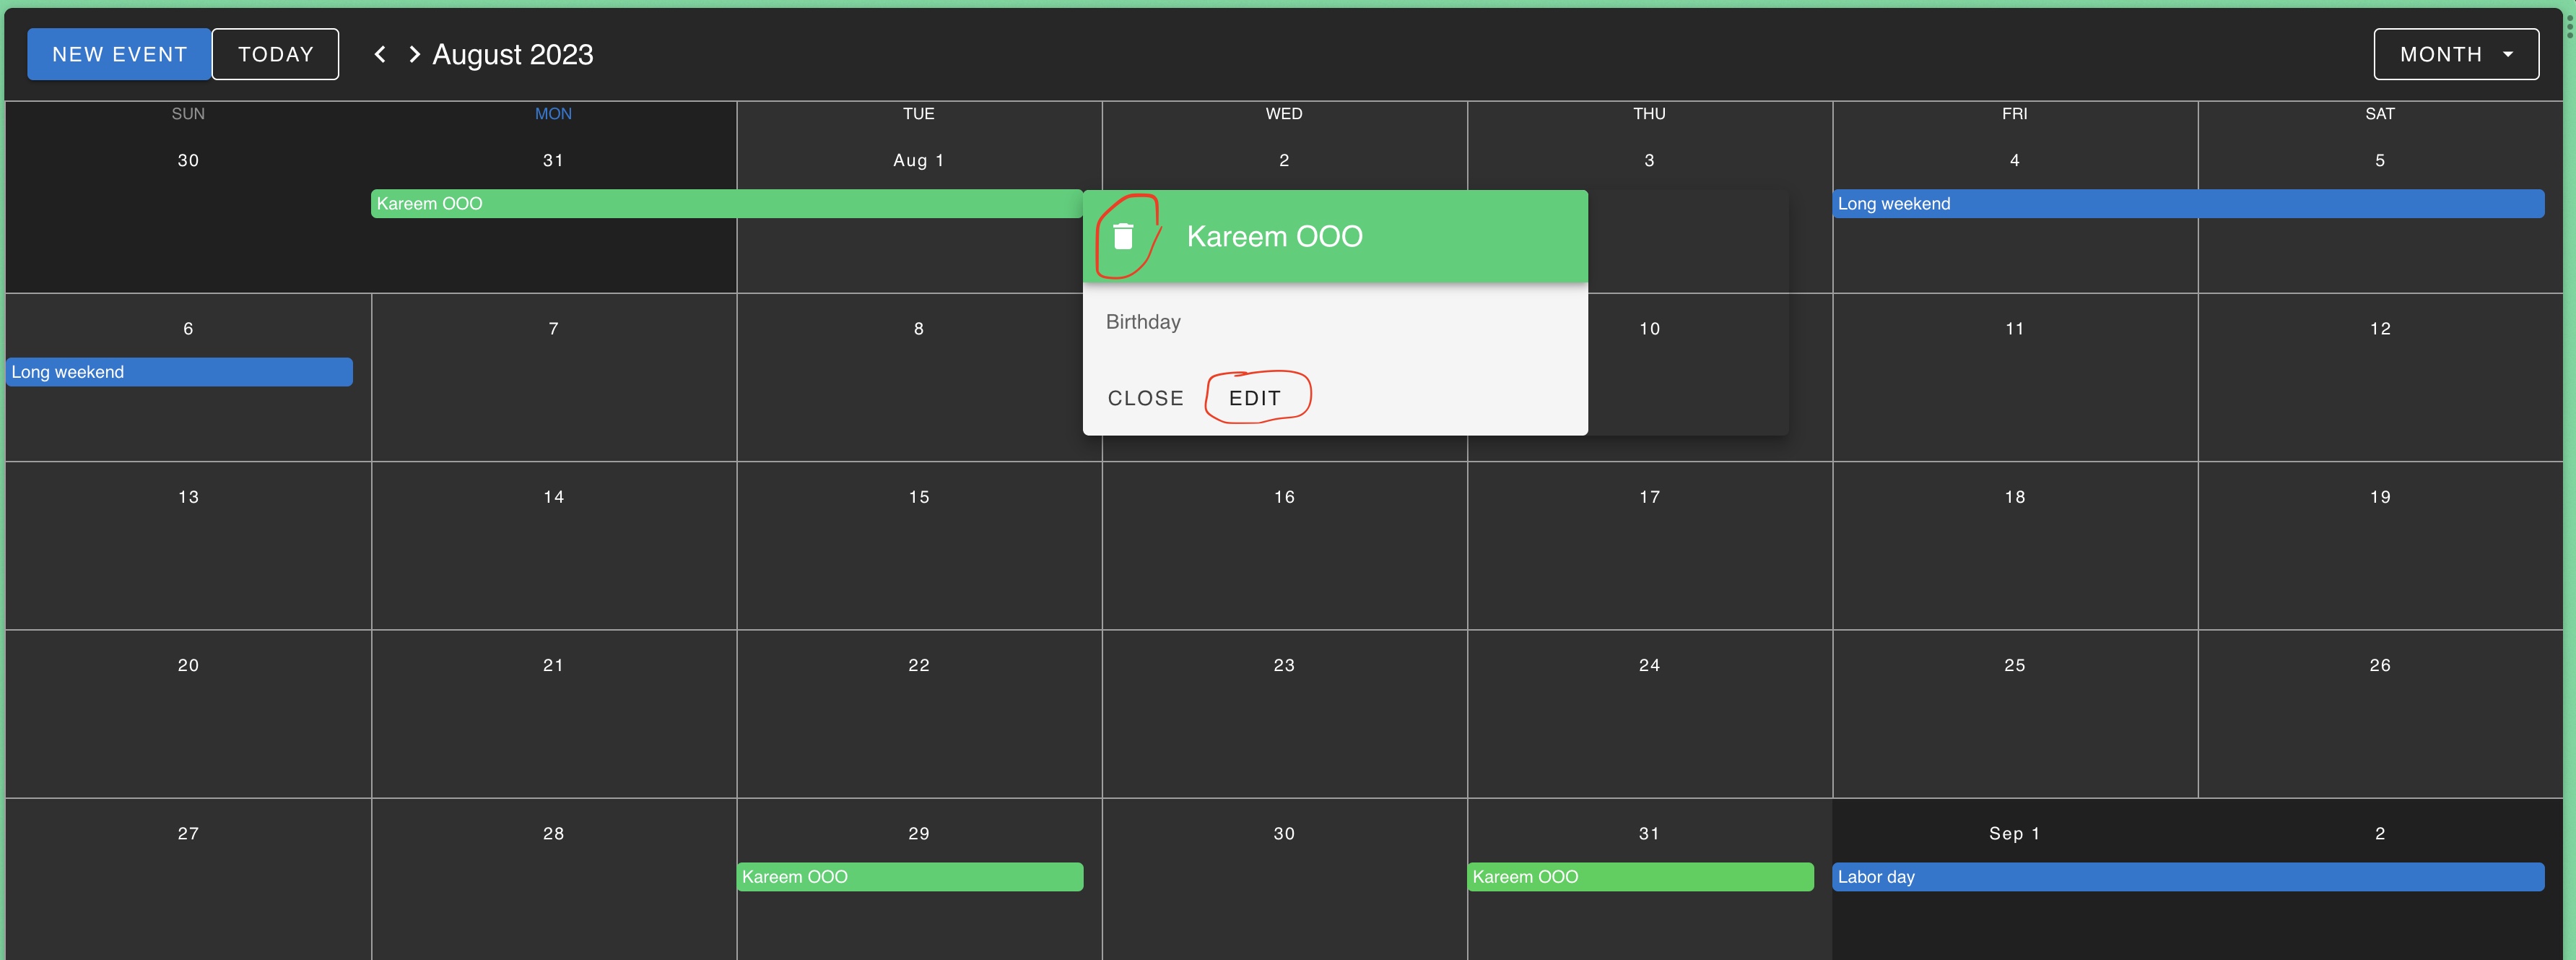 NEW EVENT TODAY August 2023 MONTH
SUN MON TUE WED THU FRI SAT
30 31 Aug 1 2 3 4 5
Kareem OOO Long weekend
Kareem OOO
Birthday
CLOSE EDIT
6 7 8 10 11 12
Long weekend
13 14 15 16 17 18 19
20 21 22 23 24 25 26
27 28 29 30 31 Sep 1 2
Kareem OOO Kareem OOO Labor day